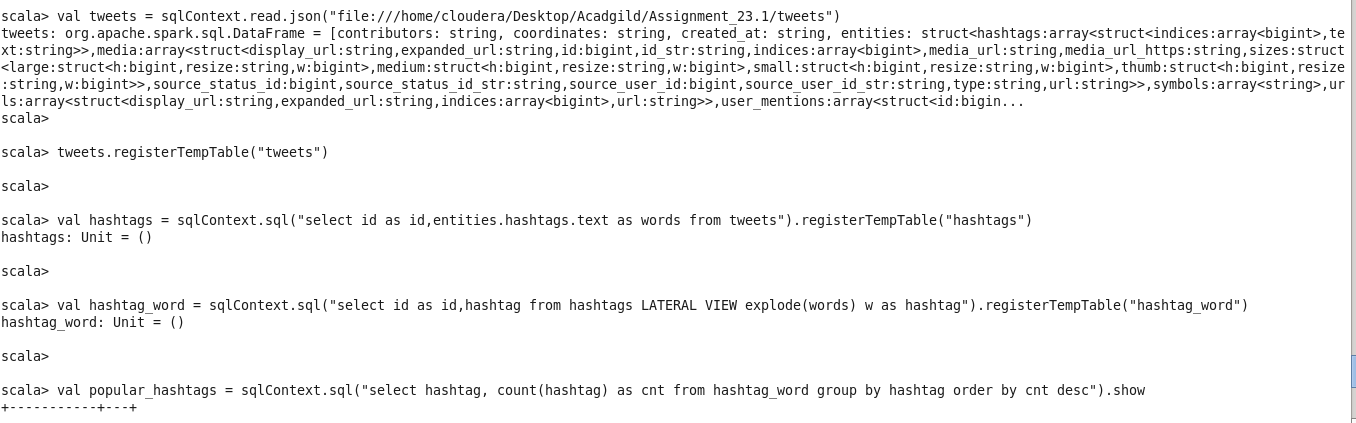 scala> val tweets = sqlContext.read.json("file:///home/cloudera/Desktop/Acadgild/Assignment_23.1/tweets")
tweets: org.apache.spark.sql.DataFrame = [contributors: string, coordinates: string, created_at: string, entities: struct<hashtags:array<struct<indices:array<bigint>,te
xt:string>>,media:array<struct<display_url:string,expanded_url:string,id:bigint,id_str:string,indices:array<bigint>,media_url:string,media_url_https:string,sizes:struct
<large:struct<h:bigint,resize:string,w:bigint>,medium:struct<h:bigint,resize:string,w:bigint>,small:struct<h:bigint,resize:string,w:bigint>,thumb:struct<h:bigint,resize
:string,w:bigint>>,source_status_id:bigint,source_status_id_str:string,source_user_id:bigint,source_user_id_str:string,type:string,url:string>>,symbols:array<string>,ur
ls:array<struct<display_url:string,expanded_url:string,indices:array<bigint>,url:string>>,user_mentions:array<struct<id:bigin...
scala>
scala> tweets.registerTempTable("tweets")
scala>
scala> val hashtags = sqlContext.sql("select id as id,entities.hashtags.text as words from tweets").registerTempTable("hashtags")
hashtags: Unit = ()
scala>
scala> val hashtag_word = sqlContext.sql("select id as id,hashtag from hashtags LATERAL VIEW explode(words) w as hashtag").registerTempTable("hashtag_word")
hashtag_word: Unit = ()
scala>
scala> val popular_hashtags = sqlContext.sql("select hashtag, count(hashtag) as cnt from hashtag_word group by hashtag order by cnt desc").show
+-----------+---+